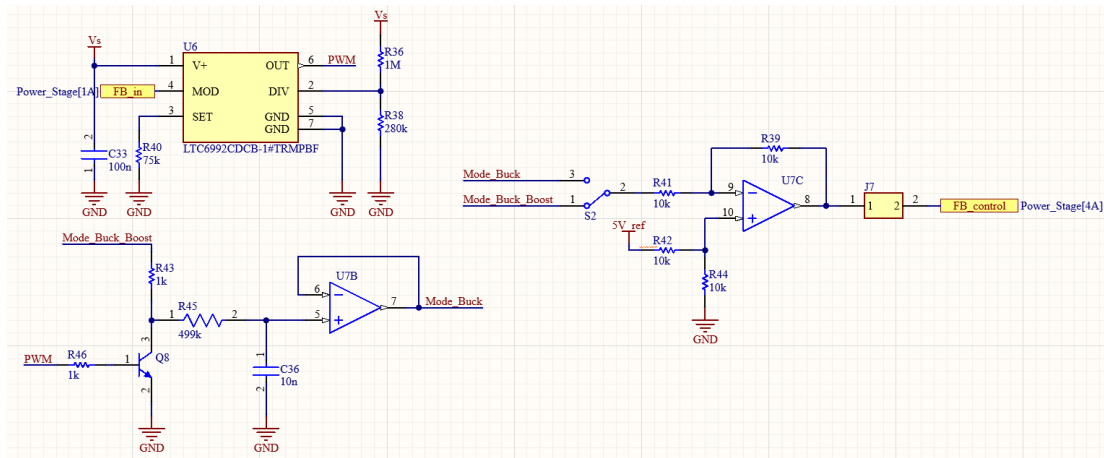 Vs
Vs
U6
R36
1M
1
V+
OUT
6
PWM
Power_Stage[1A]
FB_in
4
MOD
DIV
2
3
SET
GND
5
GND
7
R38
280k
LTC6992CDCB-1#TRMPBF
2
C33
100n
1
R40
75k
GND
GND
GND
GND
R39
10k
Mode_Buck
3
2
R41
10k
9
U7C
8
1
J7
1
2
2
FB_control
Power_Stage[4A]
Mode_Buck_Boost
1
S2
10
5V_ref
R42
10k
R44
10k
GND
Mode_Buck_Boost
R43
1k
U7B
6
7
Mode_Buck
1
R45
2
5
499k
3
R46
PWM
1
Q8
1k
2
1
C36
10n
2
GND
GND